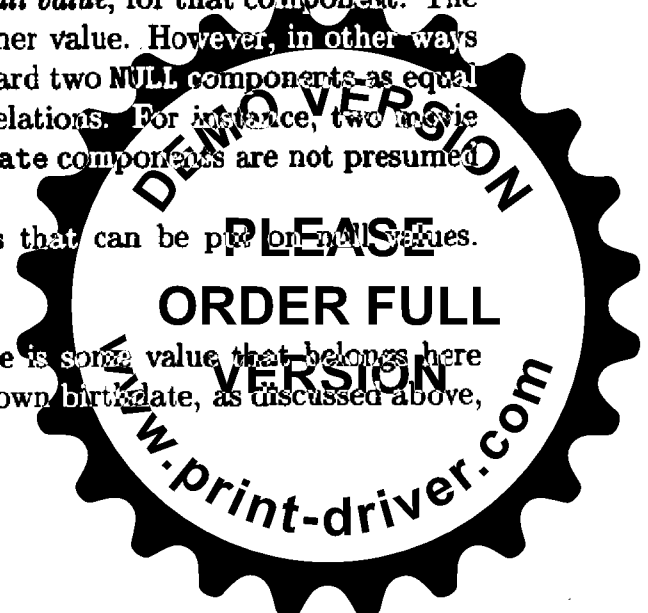 ull value, for that component. The
her value. However, in other ways
ard two NULL components as equal
elations. For instance, two movie
ate components are not presumed
s that can be put on null values.
e is some value that belongs here
own birthdate, as discussed above,
DEMO VERSION
PLEASE
ORDER FULL
VERSION
www.print-driver.com